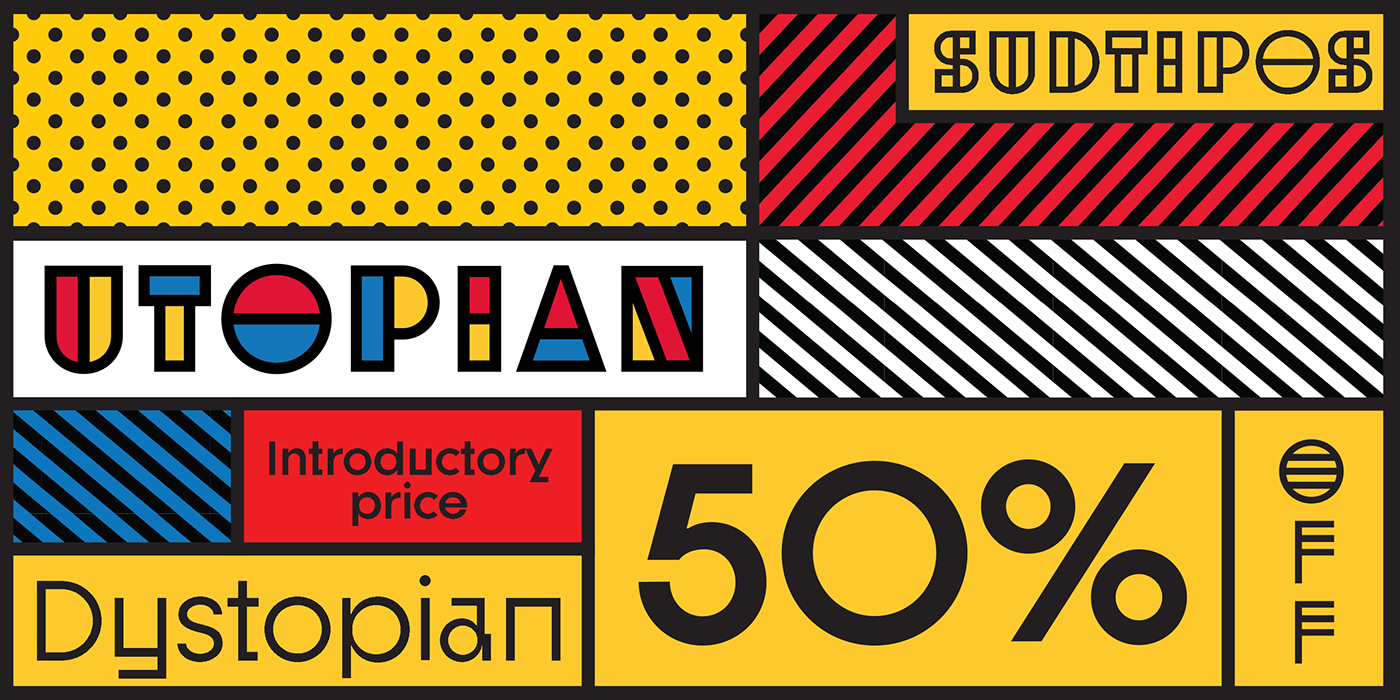 SUDTIPOS
UTOPIAN
Introductory
price
Dystopian
50%
OFF